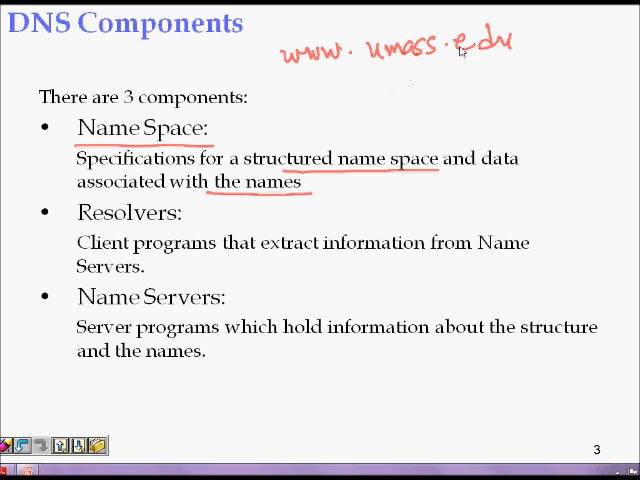 DNS Components
www.umass.edu
There are 3 components:
• Name Space:
Specifications for a structured name space and data
associated with the names
• Resolvers:
Client programs that extract information from Name
Servers.
• Name Servers:
Server programs which hold information about the structure
and the names.
3